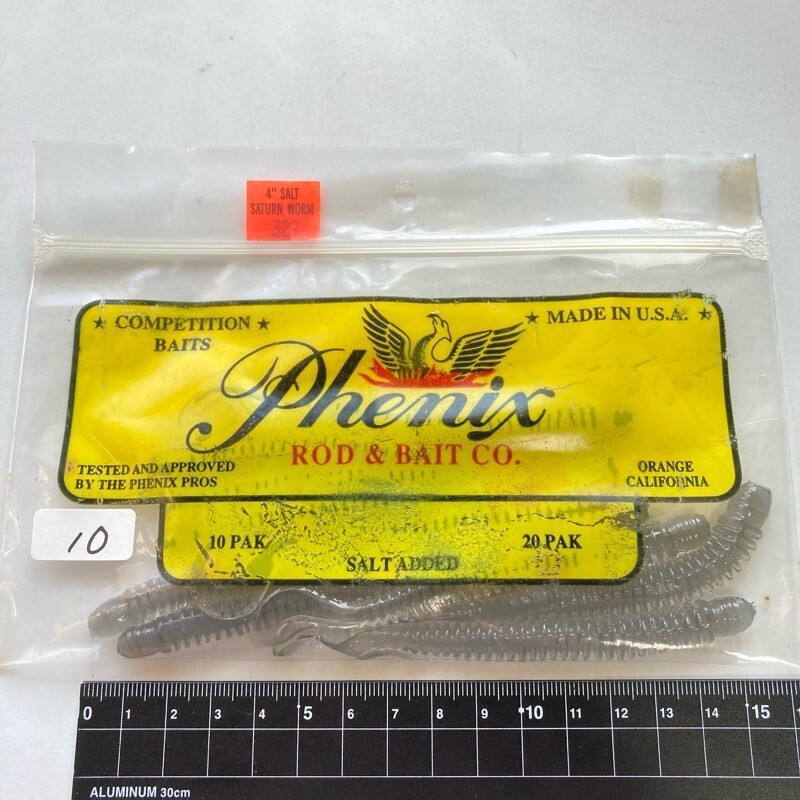 4" SALT
SATURN WORM
★ COMPETITION ★
BAITS
★ MADE IN U.S.A. ★
Phenix
ROD & BAIT CO.
TESTED AND APPROVED
BY THE PHENIX PROS
ORANGE
CALIFORNIA
10 PAK
20 PAK
SALT ADDED
10
0 1 2 3 4 5 6 7 8 9 10 11 12 13 14 15
ALUMINUM 30cm